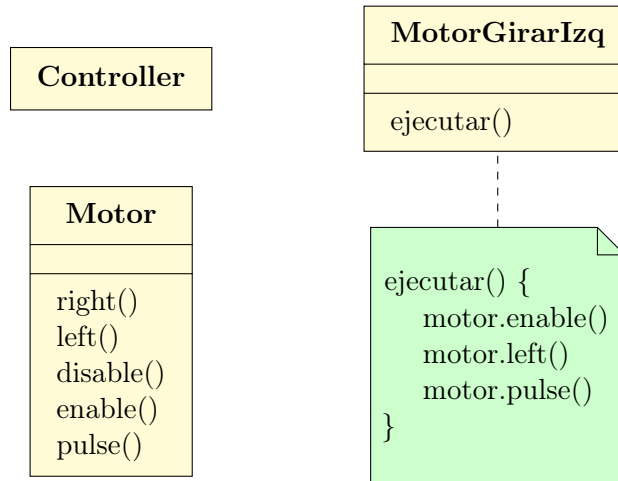 Controller
Motor
right()
left()
disable()
enable()
pulse()
MotorGirarIzq
ejecutar()
ejecutar() {
motor.enable()
motor.left()
motor.pulse()
}